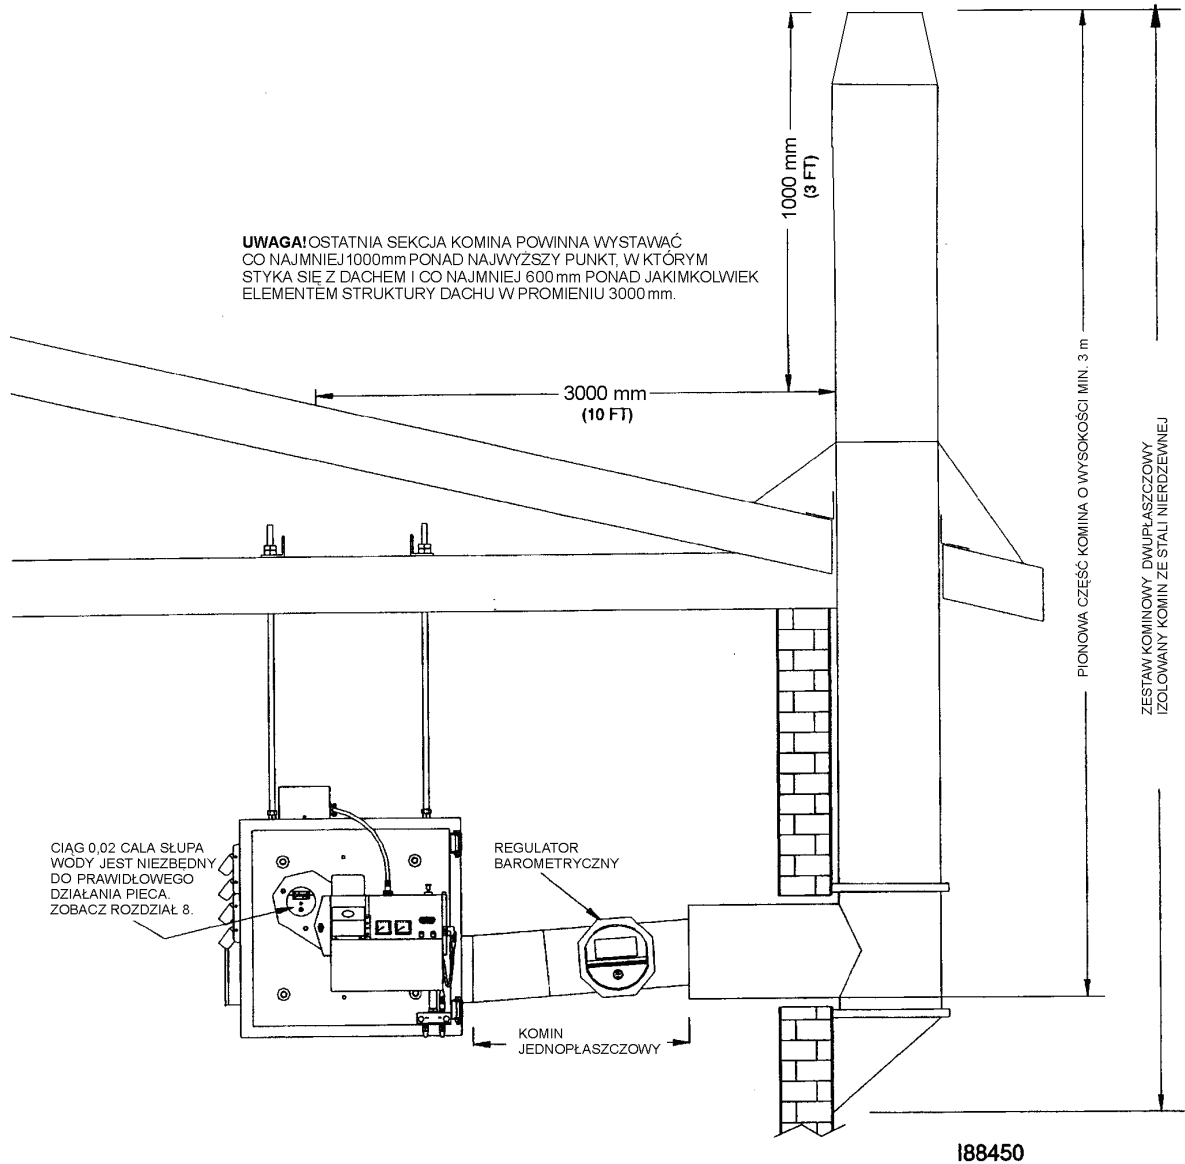 1000 mm
(3 FT)
UWAGA! OSTATNIA SEKCJA KOMINA POWINNA WYSTAWAĆ
CO NAJMNIEJ 1000mm PONAD NAJWYŻSZY PUNKT, W KTÓRYM
STYKA SIĘ Z DACHEM I CO NAJMNIEJ 600 mm PONAD JAKIMKOLWIEK
ELEMENTEM STRUKTURY DACHU W PROMIENIU 3000 mm.
3000 mm
(10 FT)
PIONOWA CZĘŚĆ KOMINA O WYSOKOŚCI MIN. 3 m
ZESTAW KOMINOWY DWUPŁASZCZOWY
IZOLOWANY KOMIN ZE STALI NIERDZEWNEJ
CIĄG 0,02 CALA SŁUPA
WODY JEST NIEZBĘDNY
DO PRAWIDŁOWEGO
DZIAŁANIA PIECA.
ZOBACZ ROZDZIAŁ 8.
REGULATOR
BAROMETRYCZNY
KOMIN
JEDNOPŁASZCZOWY
I88450